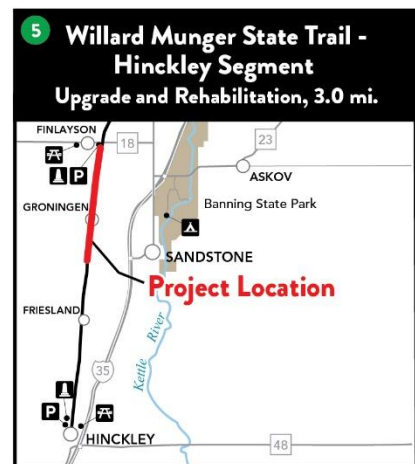 5
Willard Munger State Trail -
Hinckley Segment
Upgrade and Rehabilitation, 3.0 mi.
FINLAYSON
18
23
P
ASKOV
GRONINGEN
Banning State Park
SANDSTONE
Project Location
FRIESLAND
Kettle River
35
P
HINCKLEY
48